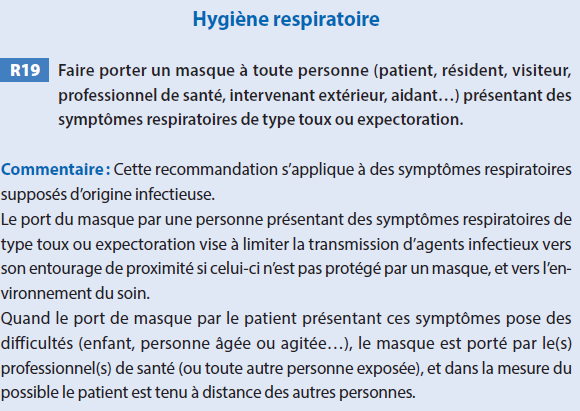 Hygiène respiratoire
R19 Faire porter un masque à toute personne (patient, résident, visiteur,
professionnel de santé, intervenant extérieur, aidant…) présentant des
symptômes respiratoires de type toux ou expectoration.
Commentaire : Cette recommandation s’applique à des symptômes respiratoires
supposés d’origine infectieuse.
Le port du masque par une personne présentant des symptômes respiratoires de
type toux ou expectoration vise à limiter la transmission d’agents infectieux vers
son entourage de proximité si celui-ci n’est pas protégé par un masque, et vers l’en-
vironnement du soin.
Quand le port de masque par le patient présentant ces symptômes pose des
difficultés (enfant, personne âgée ou agitée…), le masque est porté par le(s)
professionnel(s) de santé (ou toute autre personne exposée), et dans la mesure du
possible le patient est tenu à distance des autres personnes.